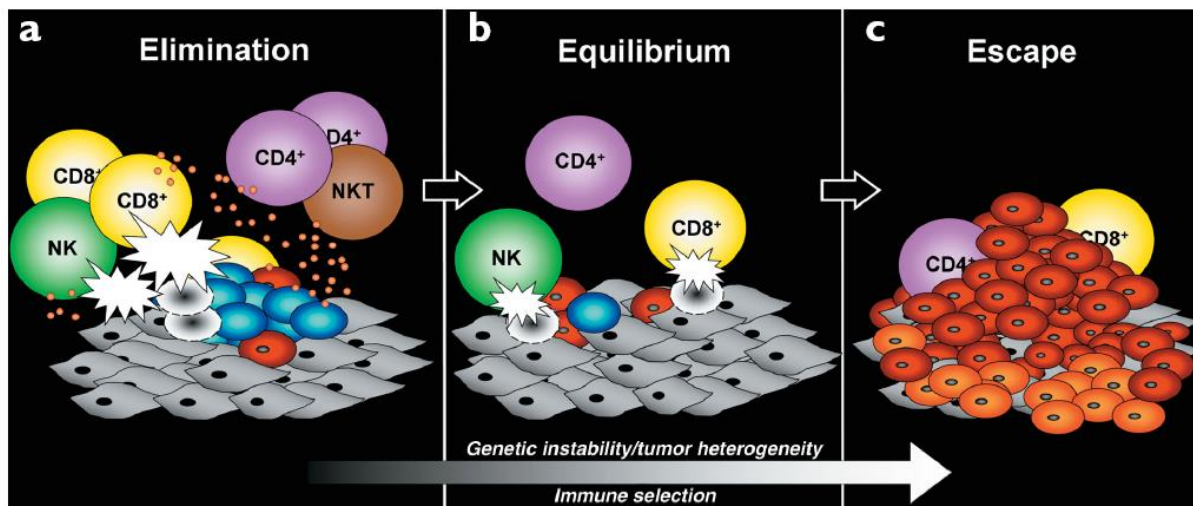 a
Elimination
b
Equilibrium
c
Escape
CD8⁺
CD8⁺
NK
CD4⁺
D4⁺
NKT
CD4⁺
NK
CD8⁺
CD4⁺
CD8⁺
Genetic instability/tumor heterogeneity
Immune selection